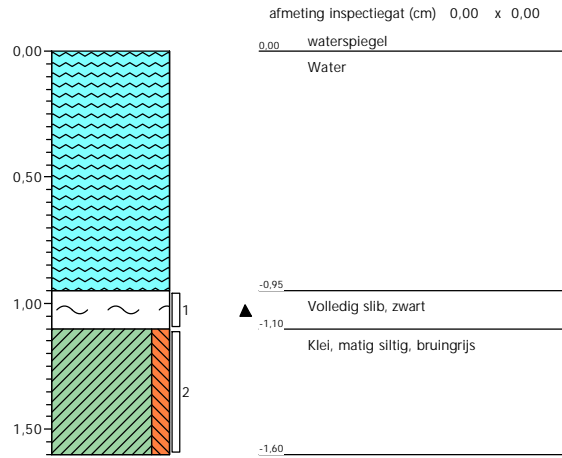 afmeting inspectiegat (cm) 0,00 x 0,00
0,00 0,00 waterspiegel
Water
0,50
-0,95
1,00 1 Volledig slib, zwart
-1,10
Klei, matig siltig, bruingrijs
2
1,50
-1,60